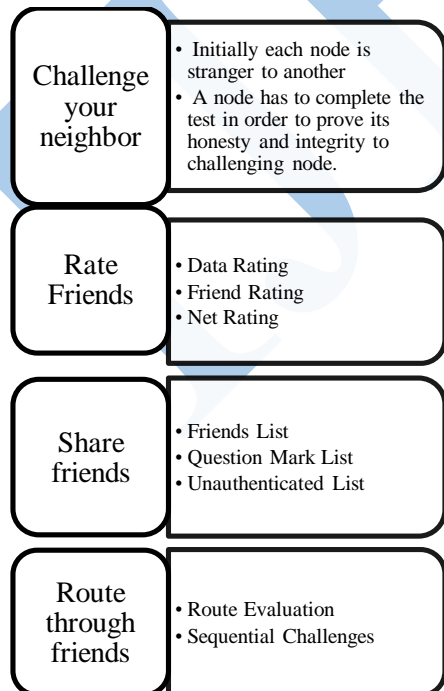 Challenge
your
neighbor
• Initially each node is
stranger to another
• A node has to complete the
test in order to prove its
honesty and integrity to
challenging node.
Rate
Friends
• Data Rating
• Friend Rating
• Net Rating
Share
friends
• Friends List
• Question Mark List
• Unauthenticated List
Route
through
friends
• Route Evaluation
• Sequential Challenges